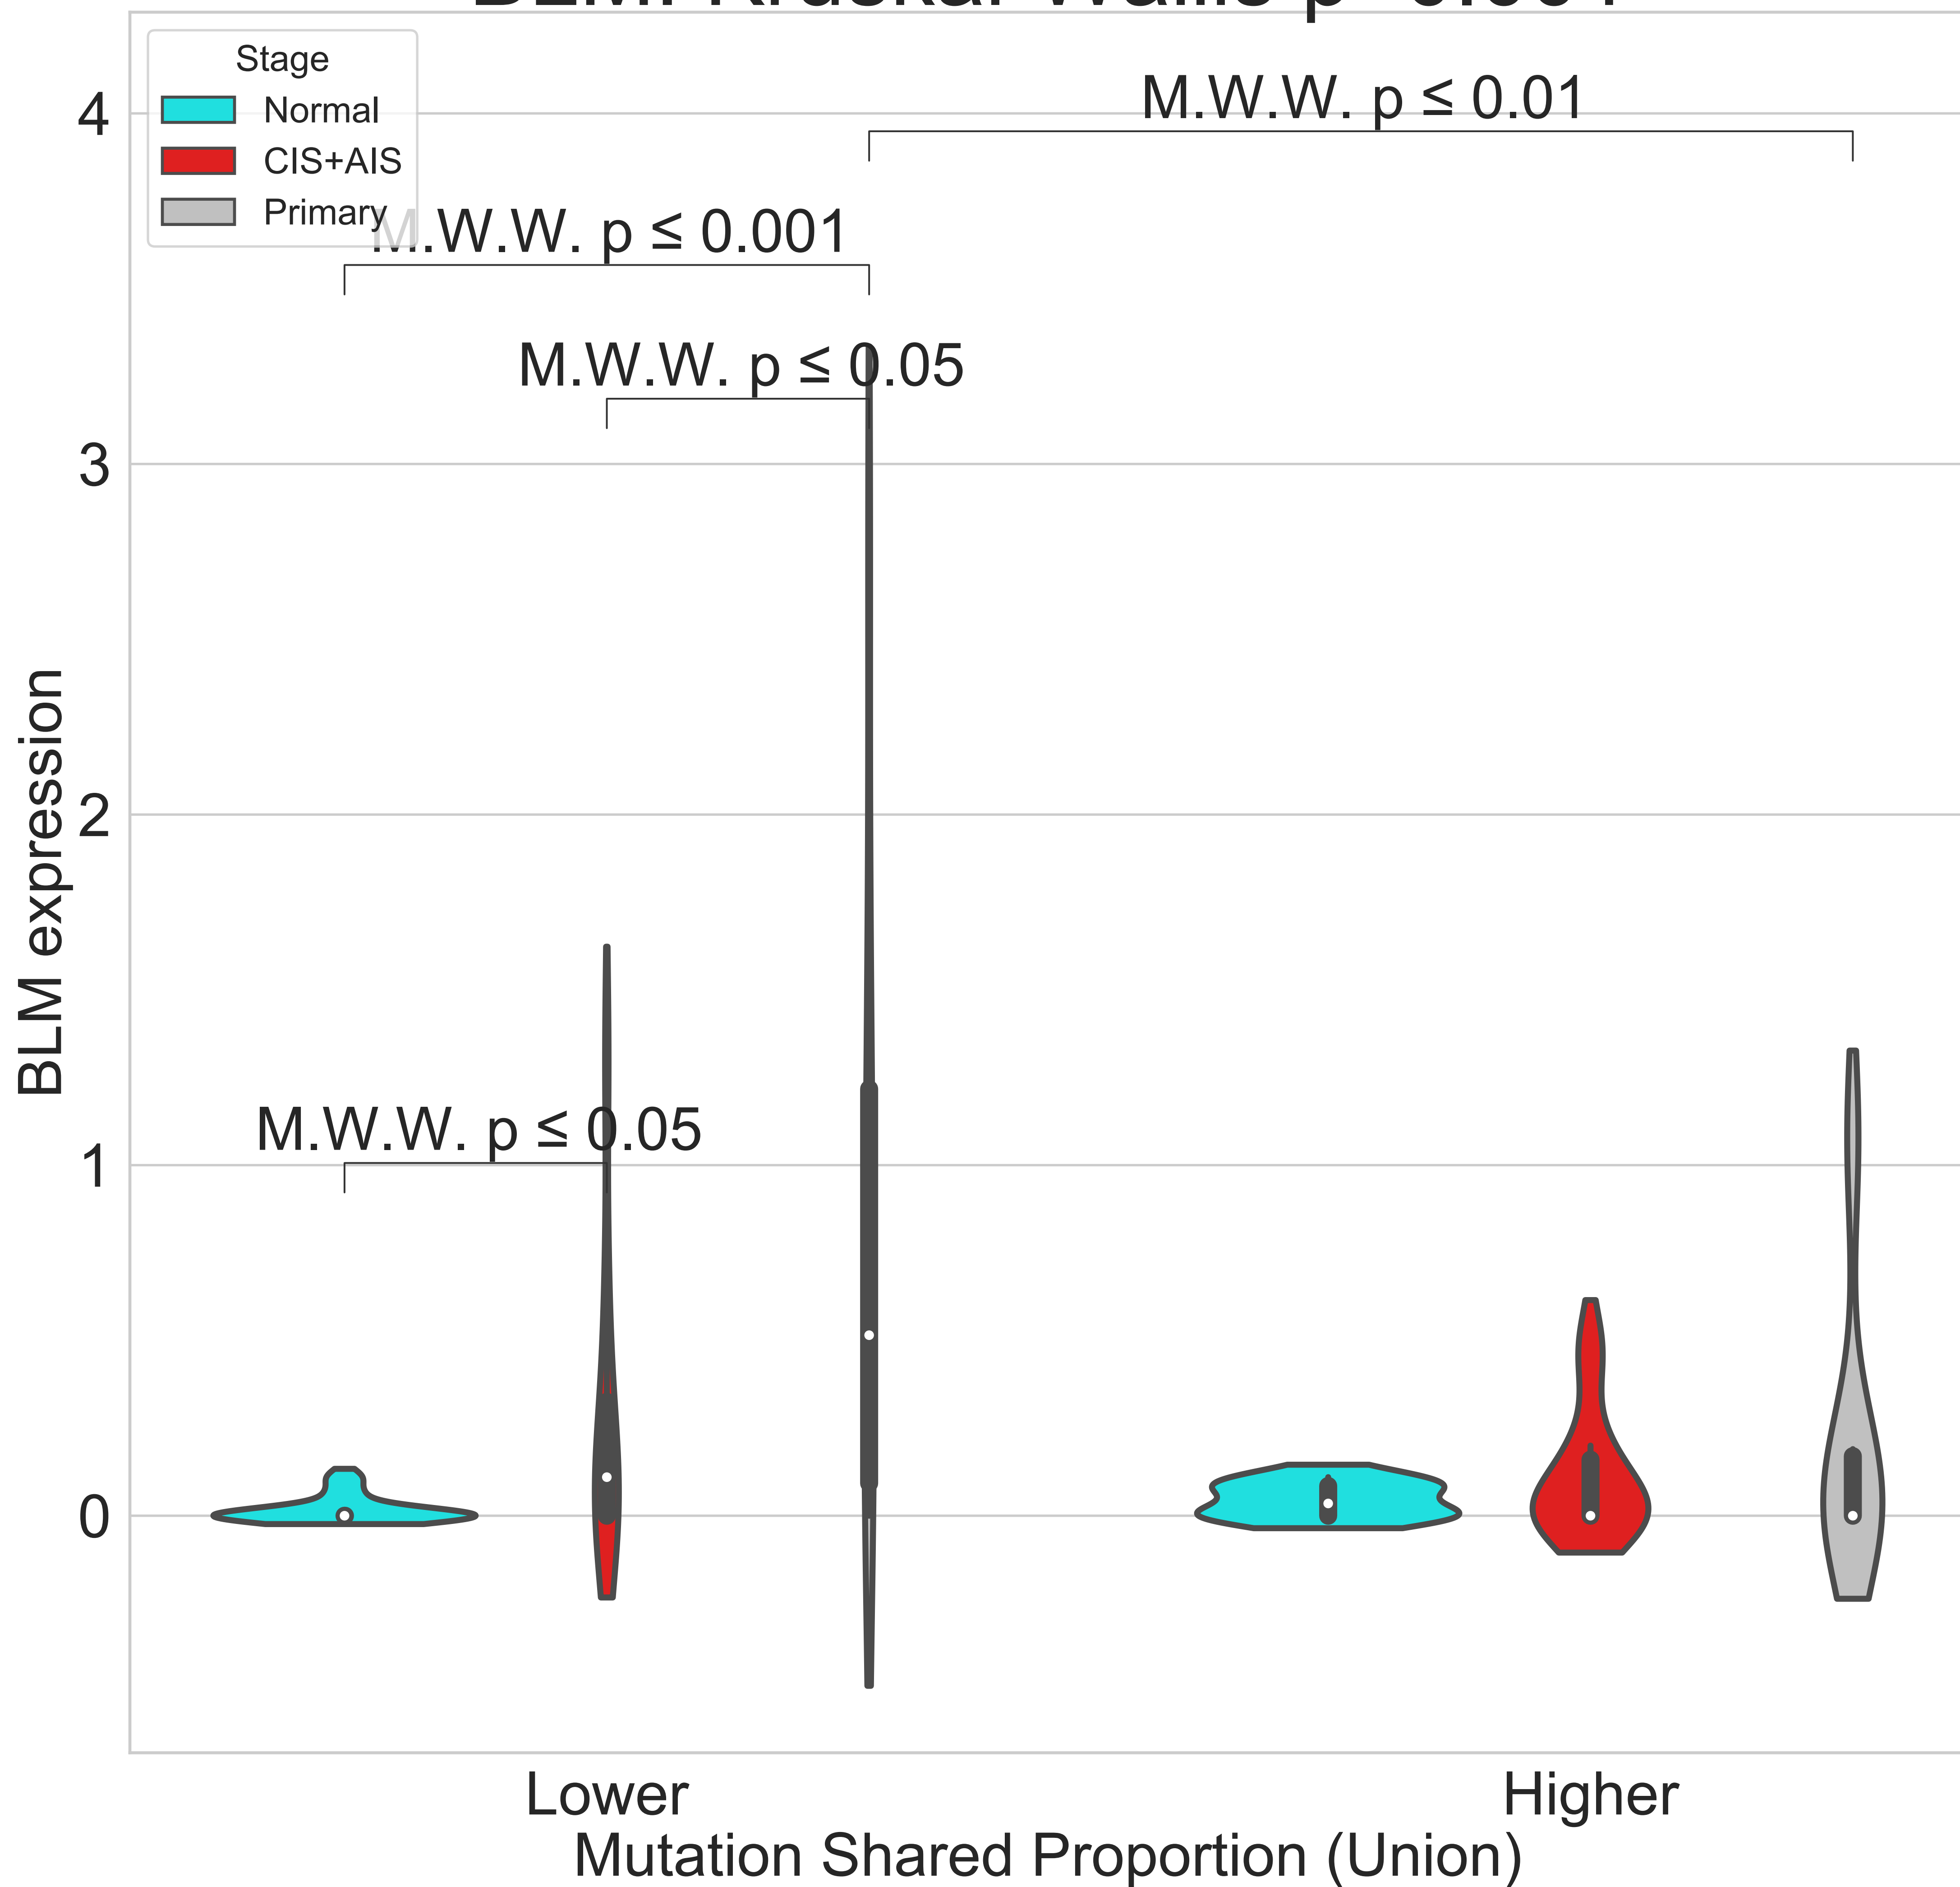 Stage
Normal
CIS+AIS
Primary
M.W.W. p ≤ 0.01
M.W.W. p ≤ 0.001
M.W.W. p ≤ 0.05
M.W.W. p ≤ 0.05
4
3
2
1
0
BLM expression
Lower
Higher
Mutation Shared Proportion (Union)